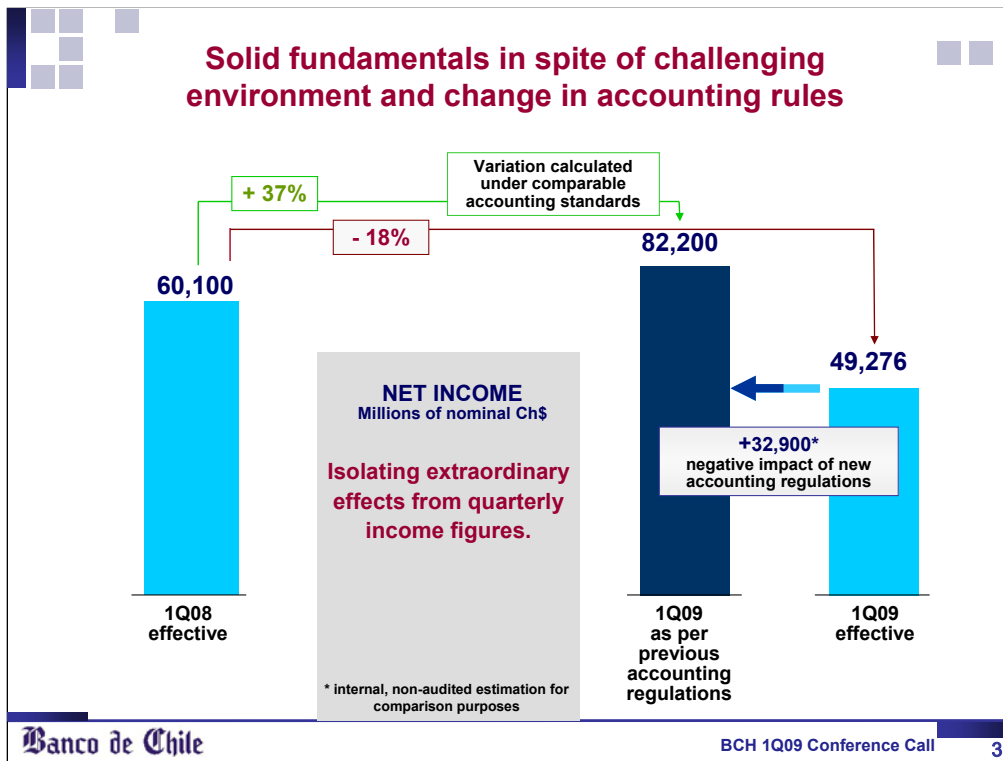 Solid fundamentals in spite of challenging
environment and change in accounting rules
Variation calculated
under comparable
accounting standards
+ 37%
- 18%
60,100
82,200
49,276
NET INCOME
Millions of nominal Ch$
Isolating extraordinary
effects from quarterly
income figures.
* internal, non-audited estimation for
comparison purposes
+32,900*
negative impact of new
accounting regulations
1Q08
effective
1Q09
as per
previous
accounting
regulations
1Q09
effective
Banco de Chile
BCH 1Q09 Conference Call
3